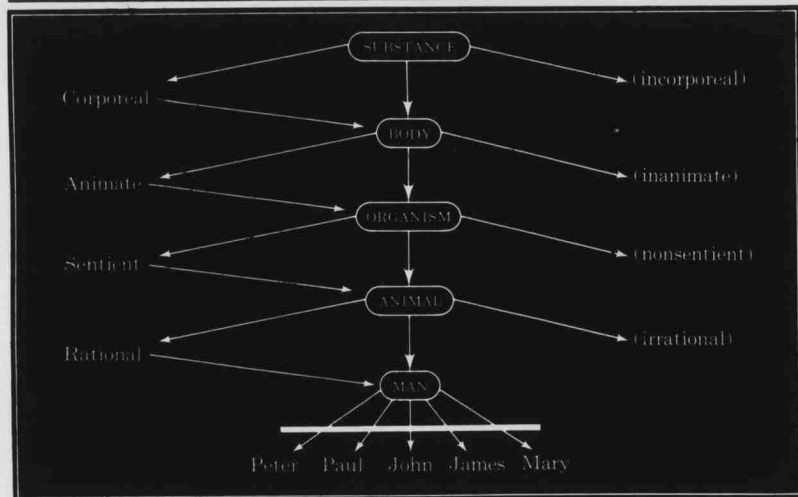 SUBSTANCE
Corporeal
(incorporeal)
BODY
Animate
(inanimate)
ORGANISM
Sentient
(nonsentient)
ANIMAL
Rational
(irrational)
MAN
Peter Paul John James Mary